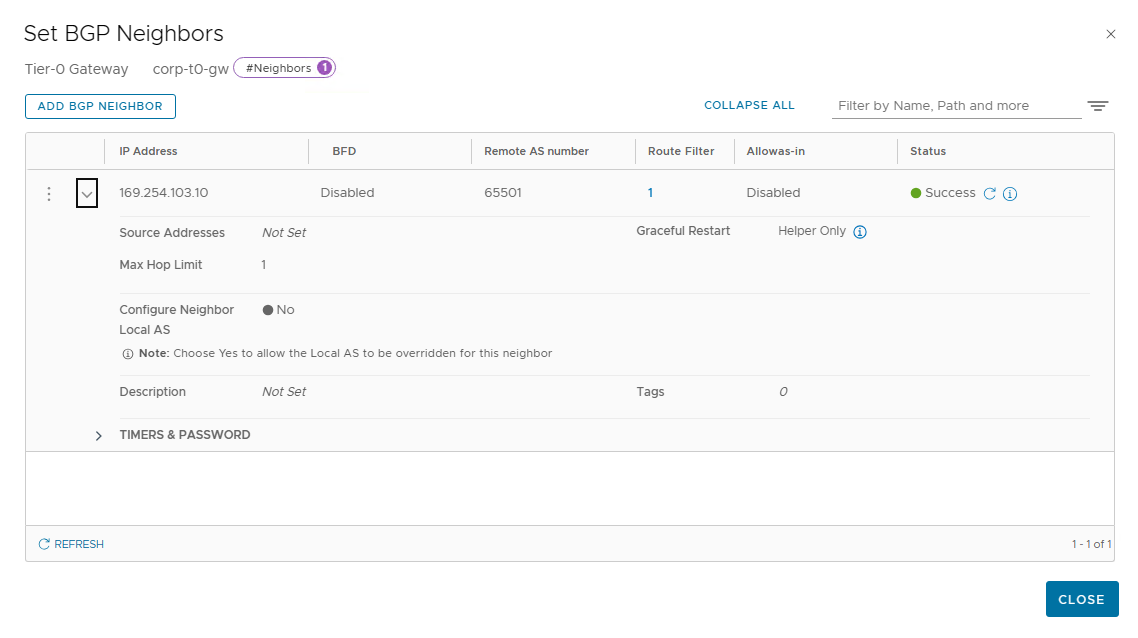 Set BGP Neighbors
Tier-0 Gateway corp-t0-gw #Neighbors 1
ADD BGP NEIGHBOR COLLAPSE ALL Filter by Name, Path and more
IP Address BFD Remote AS number Route Filter Allowas-in Status
169.254.103.10 Disabled 65501 1 Disabled Success
Source Addresses Not Set Graceful Restart Helper Only
Max Hop Limit 1
Configure Neighbor No
Local AS
Note: Choose Yes to allow the Local AS to be overridden for this neighbor
Description Not Set Tags 0
TIMERS & PASSWORD
REFRESH 1 - 1 of 1
CLOSE